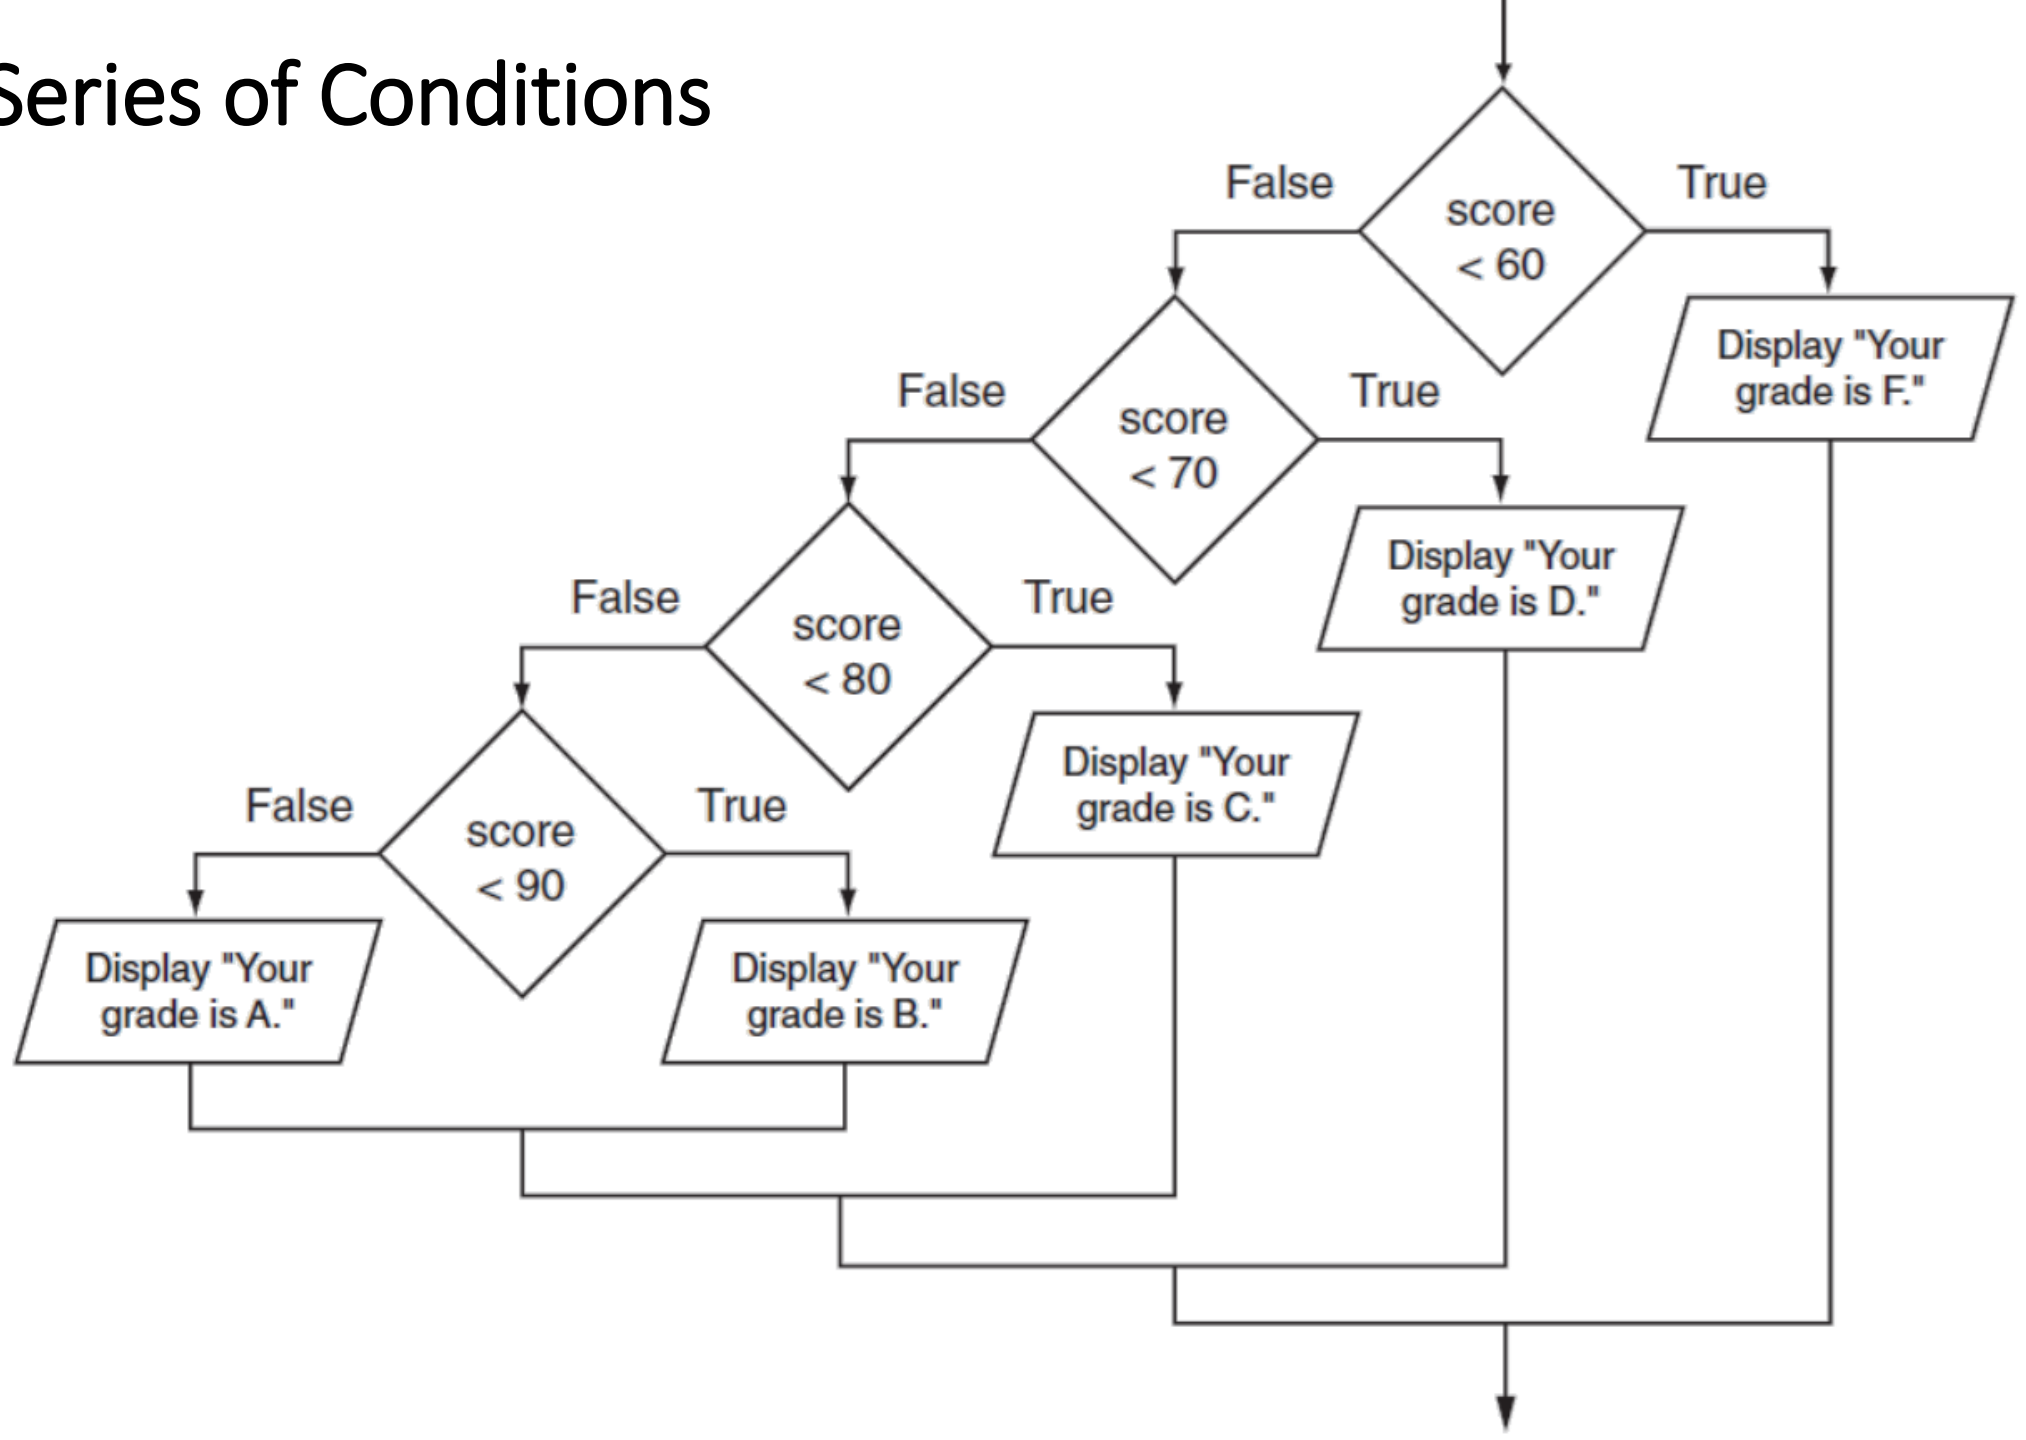 Series of Conditions
False
True
score
< 60
Display "Your
grade is F."
False
True
score
< 70
Display "Your
grade is D."
False
True
score
< 80
Display "Your
grade is C."
False
True
score
< 90
Display "Your
grade is A."
Display "Your
grade is B."